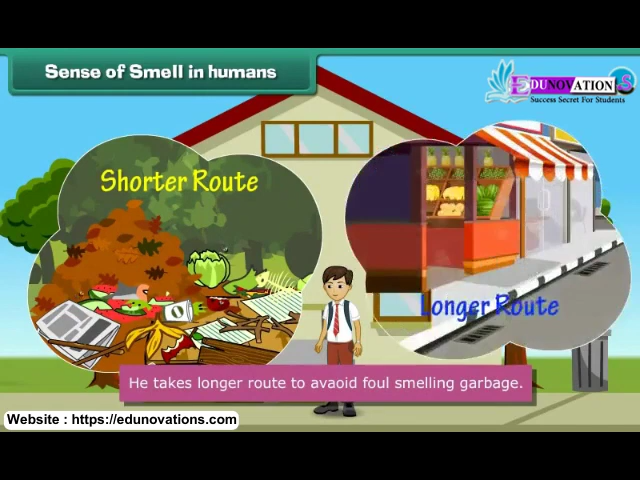 Sense of Smell in humans
EDUNOVATIONS
Success Secret For Students
Shorter Route
Longer Route
He takes longer route to avaoid foul smelling garbage.
Website : https://edunovations.com